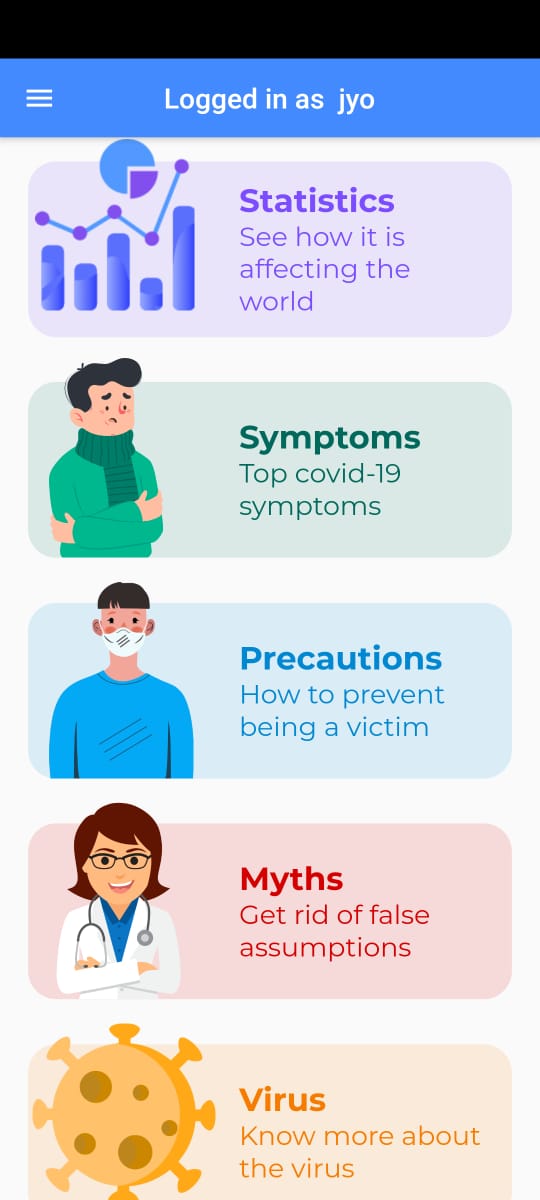 Logged in as  jyo
Statistics
See how it is
affecting the
world
Symptoms
Top covid-19
symptoms
Precautions
How to prevent
being a victim
Myths
Get rid of false
assumptions
Virus
Know more about
the virus